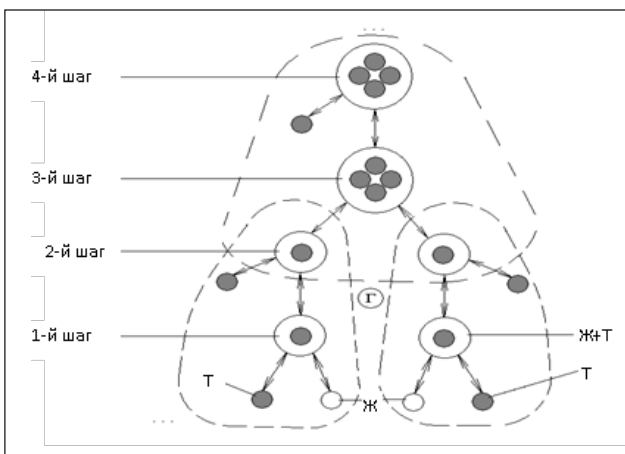 ...
4-й шаг
3-й шаг
2-й шаг
Г
1-й шаг
Ж+Т
Т
Ж
Т
...